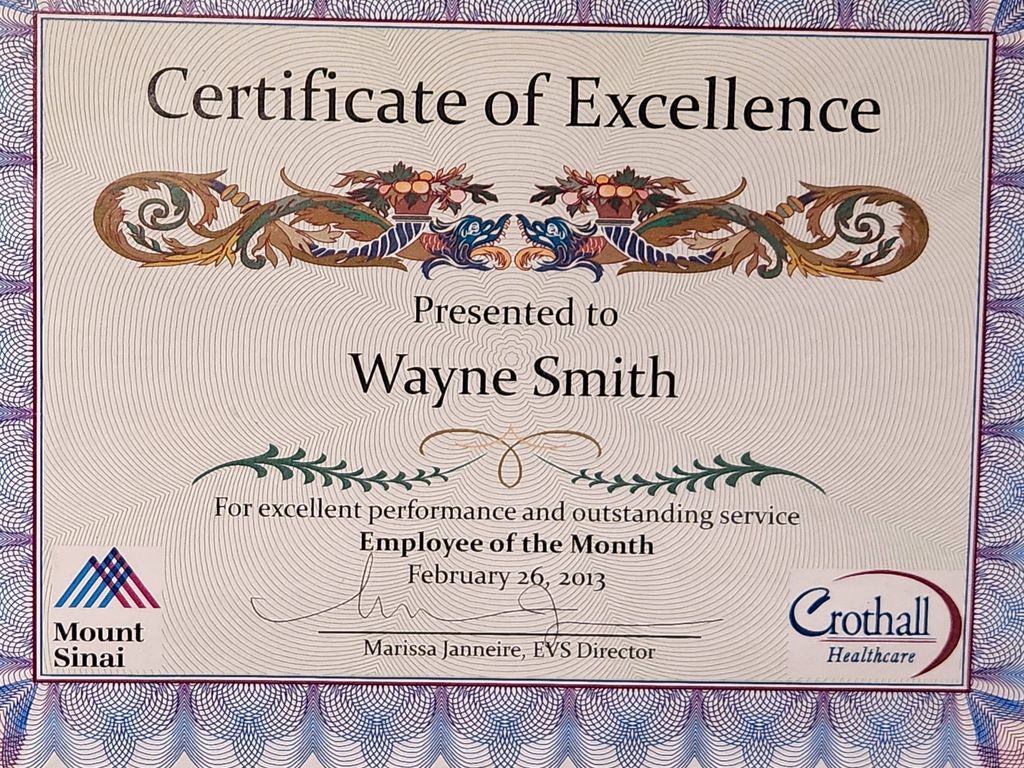 Certificate of Excellence
Presented to
Wayne Smith
For excellent performance and outstanding service
Employee of the Month
February 26, 2013
Marissa Janneire, EVS Director
Mount
Sinai
Crothall
Healthcare